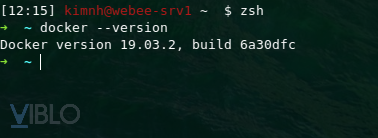 [12:15] kimnh@webee-srv1 ~ $ zsh
➜ ~ docker --version
Docker version 19.03.2, build 6a30dfc
➜ ~
VIBLO